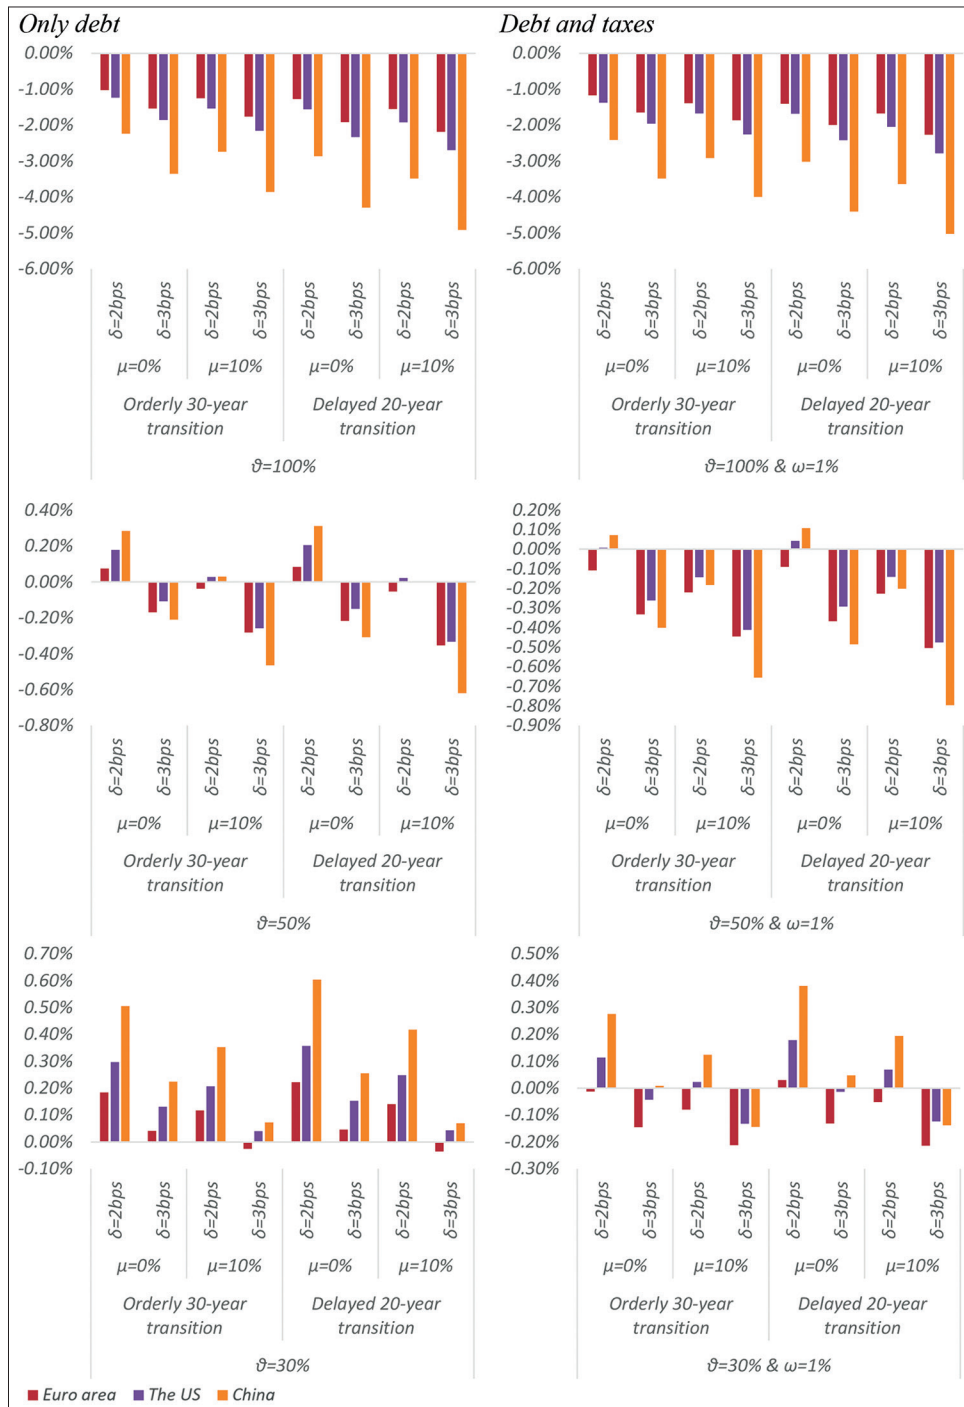 Only debt
Debt and taxes
0.00%
-1.00%
-2.00%
-3.00%
-4.00%
-5.00%
-6.00%
δ=2bps
δ=3bps
δ=2bps
δ=3bps
δ=2bps
δ=3bps
δ=2bps
δ=3bps
μ=0%
μ=10%
μ=0%
μ=10%
Orderly 30-year
transition
Delayed 20-year
transition
ϑ=100%
0.00%
-1.00%
-2.00%
-3.00%
-4.00%
-5.00%
-6.00%
δ=2bps
δ=3bps
δ=2bps
δ=3bps
δ=2bps
δ=3bps
δ=2bps
δ=3bps
μ=0%
μ=10%
μ=0%
μ=10%
Orderly 30-year
transition
Delayed 20-year
transition
ϑ=100% & ω=1%
0.40%
0.20%
0.00%
-0.20%
-0.40%
-0.60%
-0.80%
δ=2bps
δ=3bps
δ=2bps
δ=3bps
δ=2bps
δ=3bps
δ=2bps
δ=3bps
μ=0%
μ=10%
μ=0%
μ=10%
Orderly 30-year
transition
Delayed 20-year
transition
ϑ=50%
0.20%
0.10%
0.00%
-0.10%
-0.20%
-0.30%
-0.40%
-0.50%
-0.60%
-0.70%
-0.80%
-0.90%
δ=2bps
δ=3bps
δ=2bps
δ=3bps
δ=2bps
δ=3bps
δ=2bps
δ=3bps
μ=0%
μ=10%
μ=0%
μ=10%
Orderly 30-year
transition
Delayed 20-year
transition
ϑ=50% & ω=1%
0.70%
0.60%
0.50%
0.40%
0.30%
0.20%
0.10%
0.00%
-0.10%
δ=2bps
δ=3bps
δ=2bps
δ=3bps
δ=2bps
δ=3bps
δ=2bps
δ=3bps
μ=0%
μ=10%
μ=0%
μ=10%
Orderly 30-year
transition
Delayed 20-year
transition
ϑ=30%
0.50%
0.40%
0.30%
0.20%
0.10%
0.00%
-0.10%
-0.20%
-0.30%
δ=2bps
δ=3bps
δ=2bps
δ=3bps
δ=2bps
δ=3bps
δ=2bps
δ=3bps
μ=0%
μ=10%
μ=0%
μ=10%
Orderly 30-year
transition
Delayed 20-year
transition
ϑ=30% & ω=1%
Euro area The US China